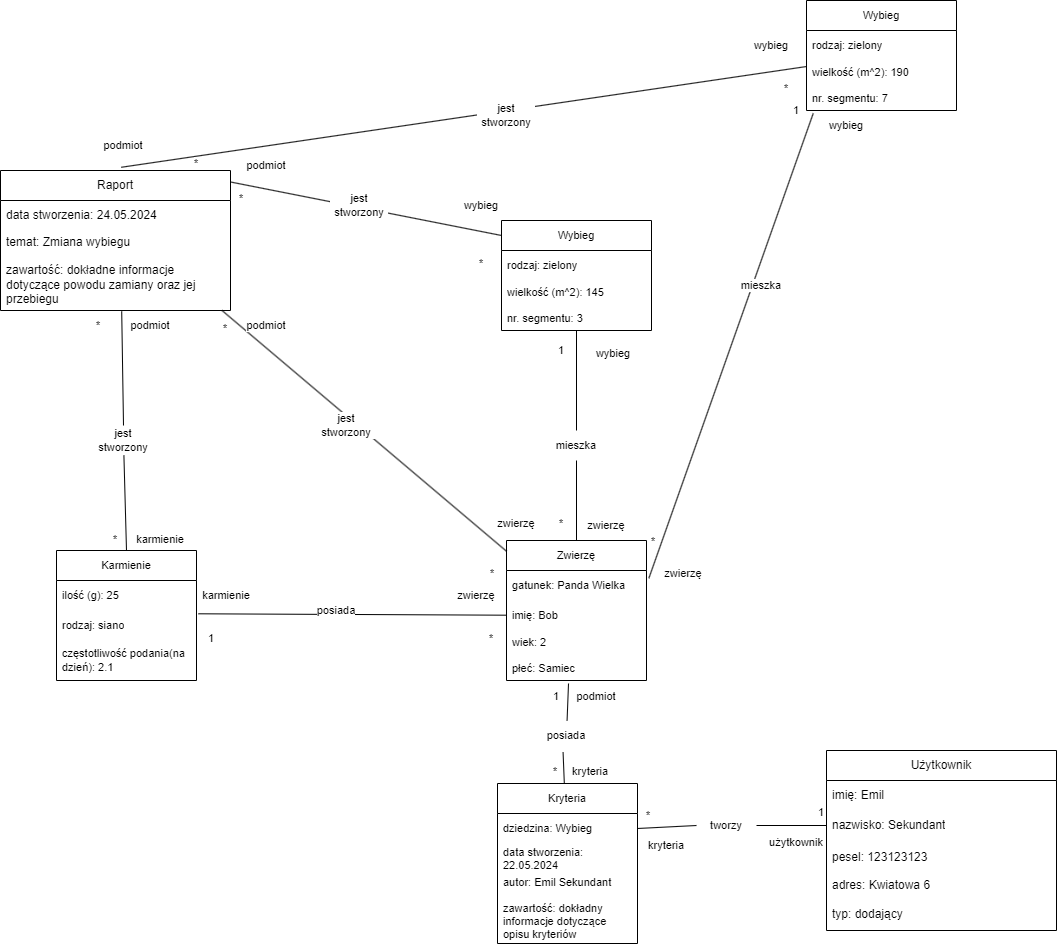 Wybieg
rodzaj: zielony
wielkość (m^2): 190
nr. segmentu: 7
wybieg
*
1
wybieg
jest
stworzony
podmiot
*
podmiot
*
Raport
data stworzenia: 24.05.2024
temat: Zmiana wybiegu
zawartość: dokładne informacje
dotyczące powodu zamiany oraz jej
przebiegu
jest
stworzony
wybieg
*
Wybieg
rodzaj: zielony
wielkość (m^2): 145
nr. segmentu: 3
mieszka
*
podmiot
*
podmiot
1
wybieg
jest
stworzony
jest
stworzony
mieszka
zwierzę
*
zwierzę
*
*
karmienie
*
zwierzę
Karmienie
ilość (g): 25
rodzaj: siano
częstotliwość podania(na
dzień): 2.1
karmienie
1
posiada
zwierzę
*
Zwierzę
gatunek: Panda Wielka
imię: Bob
wiek: 2
płeć: Samiec
1
podmiot
posiada
*
kryteria
Kryteria
dziedzina: Wybieg
data stworzenia:
22.05.2024
autor: Emil Sekundant
zawartość: dokładny
informacje dotyczące
opisu kryteriów
*
kryteria
tworzy
1
użytkownik
Użytkownik
imię: Emil
nazwisko: Sekundant
pesel: 123123123
adres: Kwiatowa 6
typ: dodający